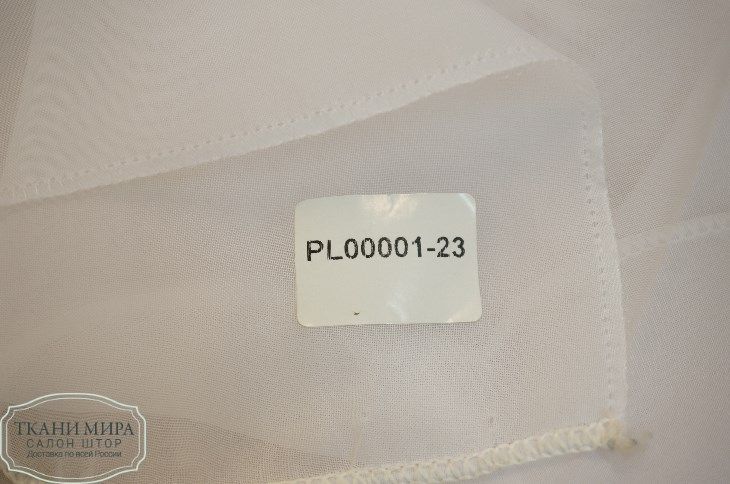 PL00001-23
ТКАНИ МИРА
САЛОН ШТОР
Доставка по всей России